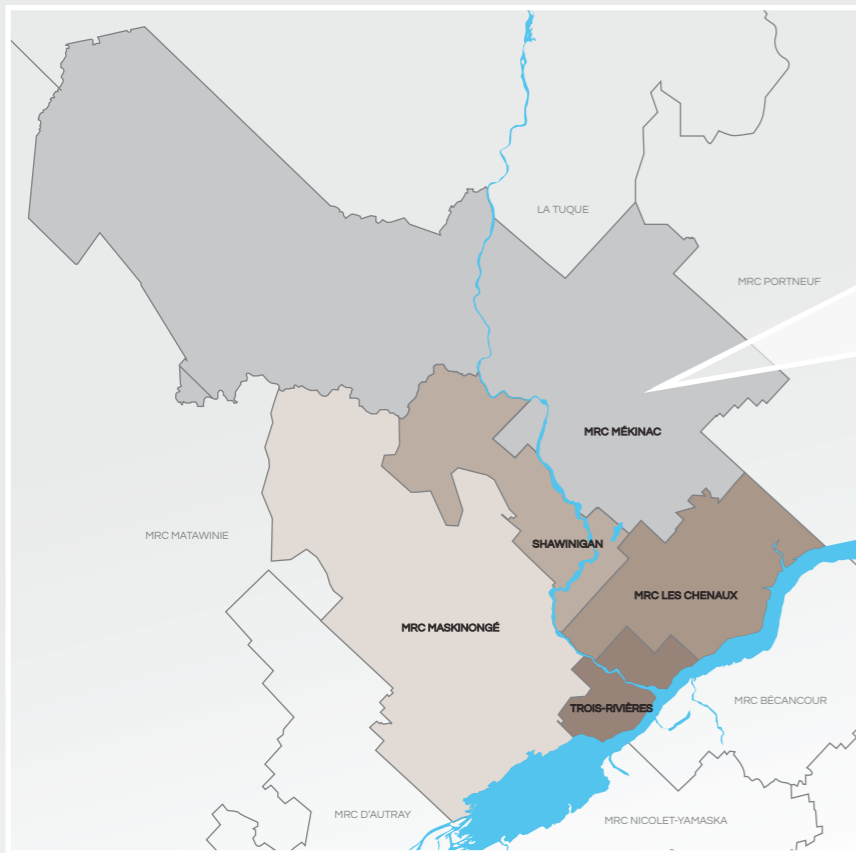 LA TUQUE
MRC PORTNEUF
MRC MÉKINAC
MRC MATAWINIE
SHAWINIGAN
MRC LES CHENAUX
MRC MASKINONGÉ
MRC BÉCANCOUR
TROIS-RIVIÈRES
MRC D'AUTRAY
MRC NICOLET-YAMASKA